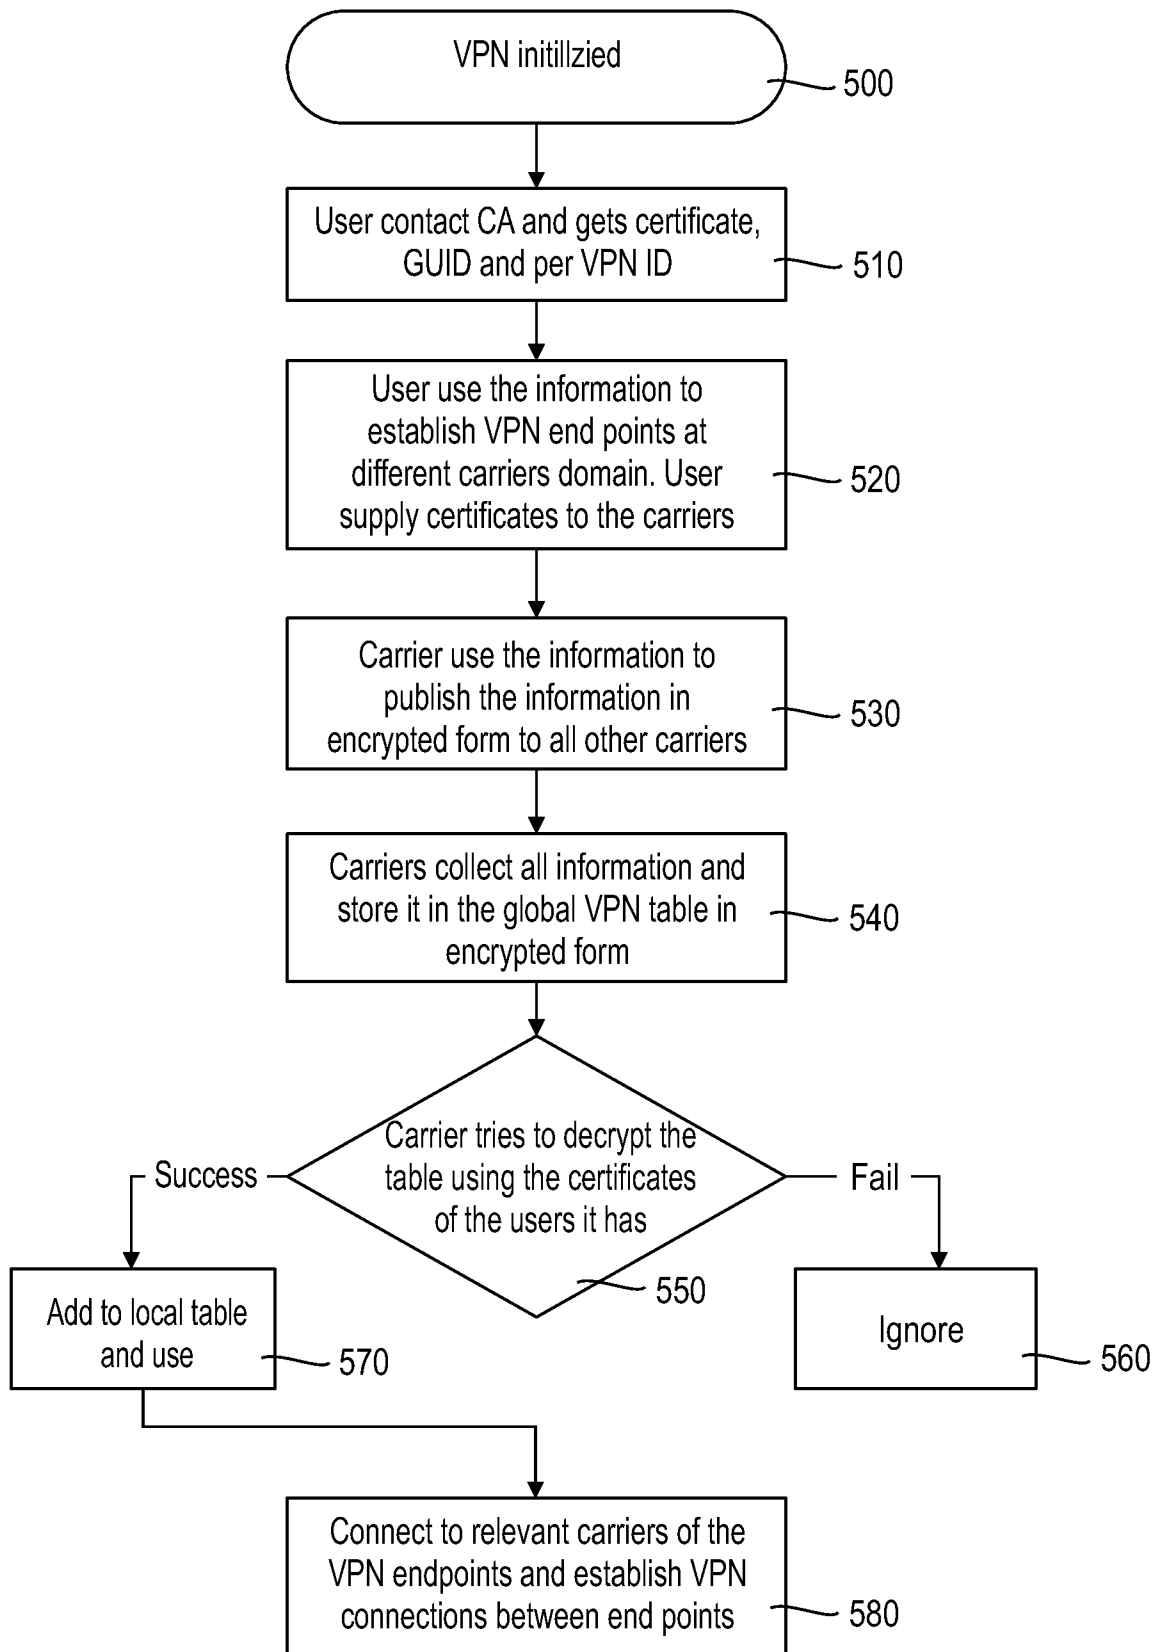 VPN initillzied
500
User contact CA and gets certificate,
GUID and per VPN ID
510
User use the information to
establish VPN end points at
different carriers domain. User
supply certificates to the carriers
520
Carrier use the information to
publish the information in
encrypted form to all other carriers
530
Carriers collect all information and
store it in the global VPN table in
encrypted form
540
Carrier tries to decrypt the
table using the certificates
of the users it has
550
Success
Fail
Add to local table
and use
570
Ignore
560
Connect to relevant carriers of the
VPN endpoints and establish VPN
connections between end points
580